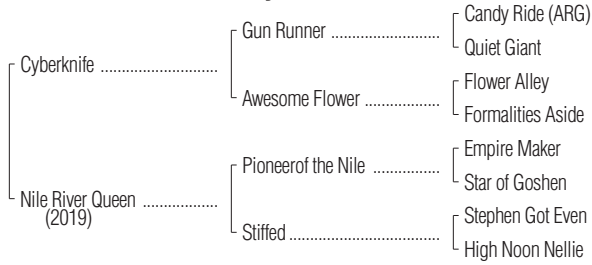 Candy Ride (ARG)
Gun Runner ........................
Quiet Giant
Cyberknife ..........................
Flower Alley
Awesome Flower ................
Formalities Aside
Empire Maker
Pioneerof the Nile ..............
Star of Goshen
Nile River Queen .................
(2019)
Stephen Got Even
Stiffed.................................
High Noon Nellie